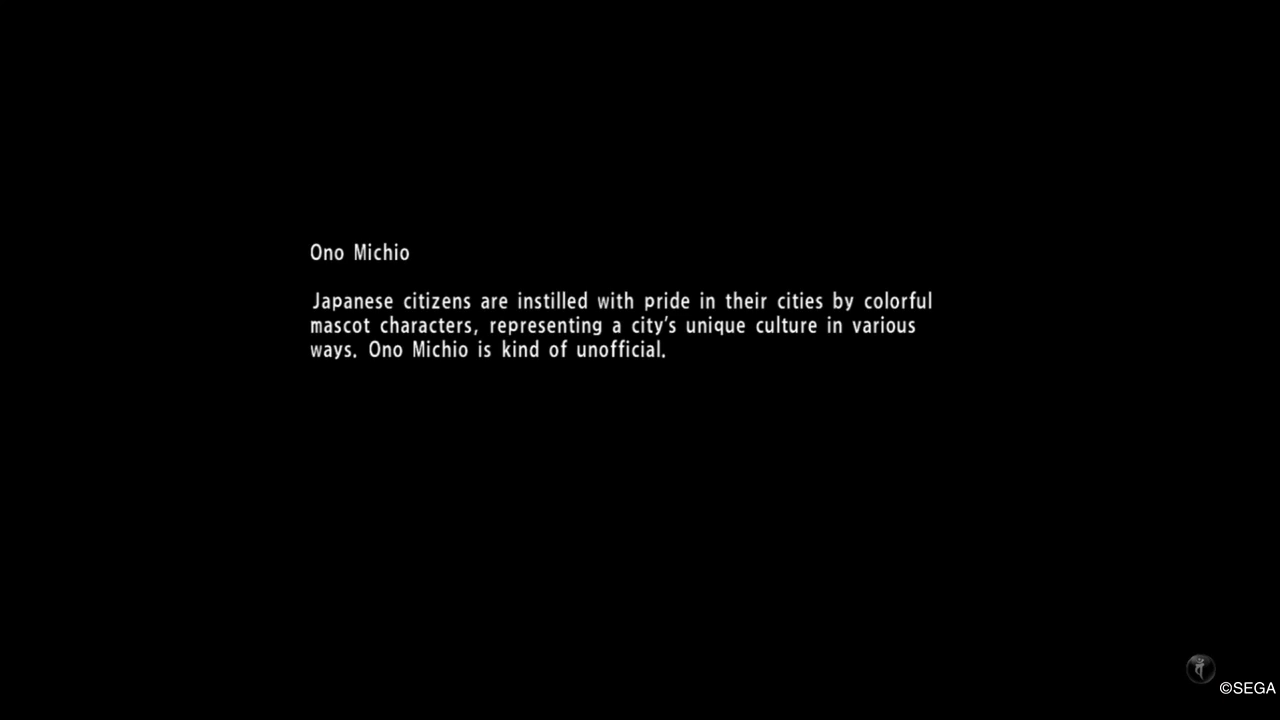 Ono Michio
Japanese citizens are instilled with pride in their cities by colorful
mascot characters, representing a city's unique culture in various
ways. Ono Michio is kind of unofficial.
©SEGA